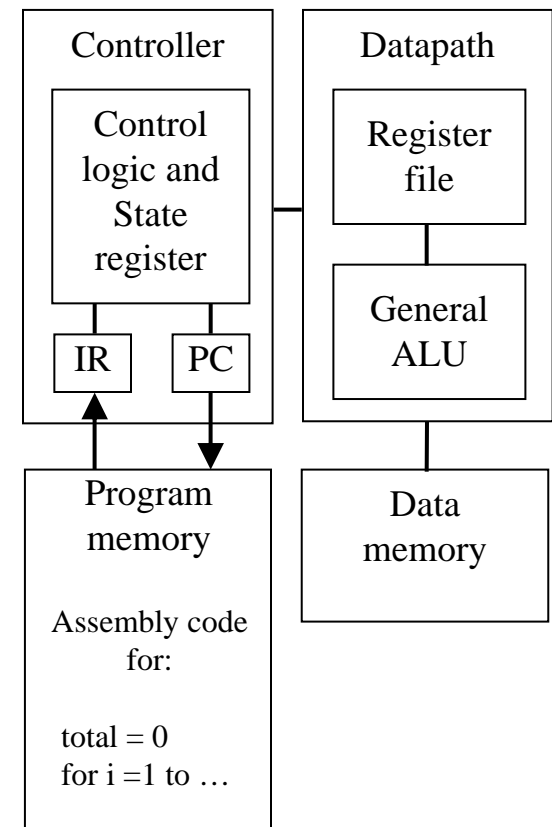 Controller
Control
logic and
State
register
IR
PC
Datapath
Register
file
General
ALU
Program
memory
Assembly code
for:
total = 0
for i =1 to …
Data
memory